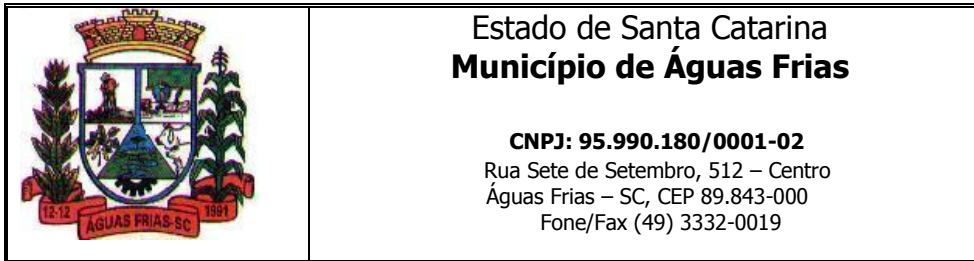 12-12
ÁGUAS FRIAS-SC
1991
Estado de Santa Catarina
Município de Águas Frias
CNPJ: 95.990.180/0001-02
Rua Sete de Setembro, 512 – Centro
Águas Frias – SC, CEP 89.843-000
Fone/Fax (49) 3332-0019